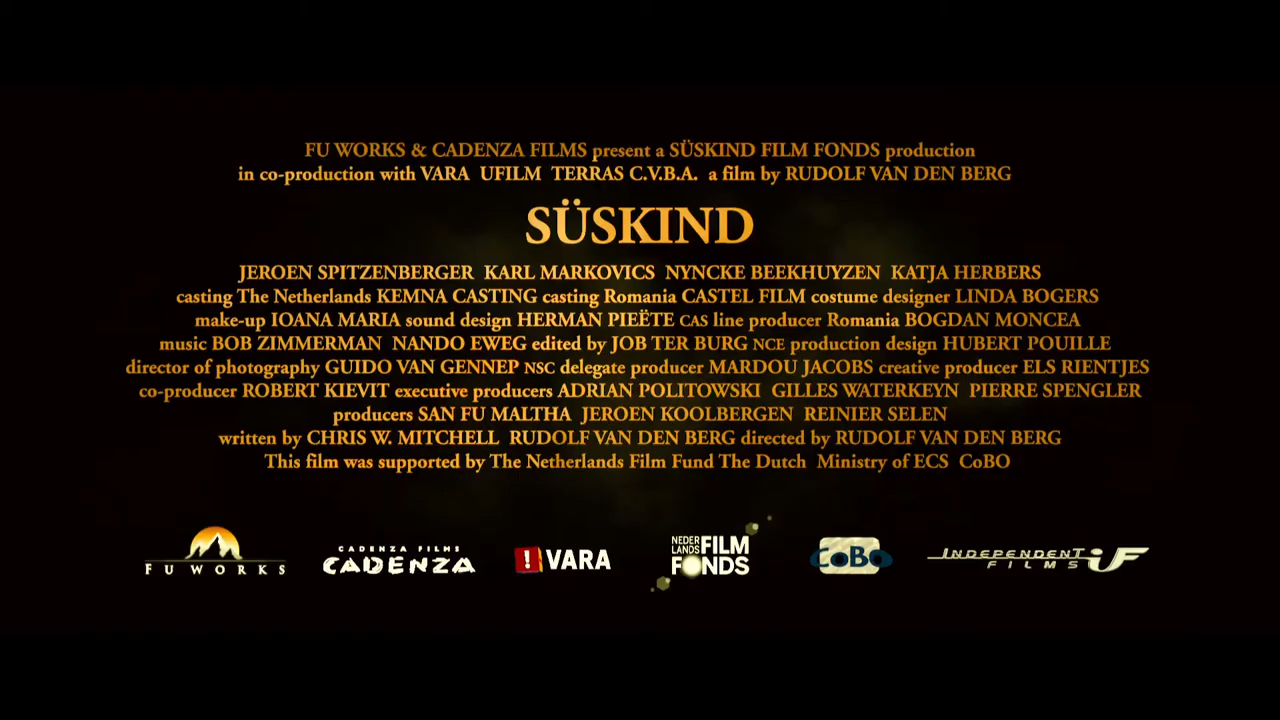 FU WORKS & CADENZA FILMS present a SÜSKIND FILM FONDS production
in co-production with VARA UFILM TERRAS C.V.B.A. a film by RUDOLF VAN DEN BERG
SÜSKIND
JEROEN SPITZENBERGER KARL MARKOVICS NYNCKE BEEKHUYZEN KATJA HERBERS
casting The Netherlands KEMNA CASTING casting Romania CASTEL FILM costume designer LINDA BOGERS
make-up IOANA MARIA sound design HERMAN PIEËTE CAS line producer Romania BOGDAN MONCEA
music BOB ZIMMERMAN NANDO EWEG edited by JOB TER BURG NCE production design HUBERT POUILLE
director of photography GUIDO VAN GENNEP NSC delegate producer MARDOU JACOBS creative producer ELS RIENTJES
co-producer ROBERT KIEVIT executive producers ADRIAN POLITOWSKI GILLES WATERKEYN PIERRE SPENGLER
producers SAN FU MALTHA JEROEN KOOLBERGEN REINIER SELEN
written by CHRIS W. MITCHELL RUDOLF VAN DEN BERG directed by RUDOLF VAN DEN BERG
This film was supported by The Netherlands Film Fund The Dutch Ministry of ECS CoBO
FU WORKS
CADENZA FILMS
CADENZA
! VARA
NEDER
LANDS FILM
FONDS
CoBO
INDEPENDENT
FILMS iF